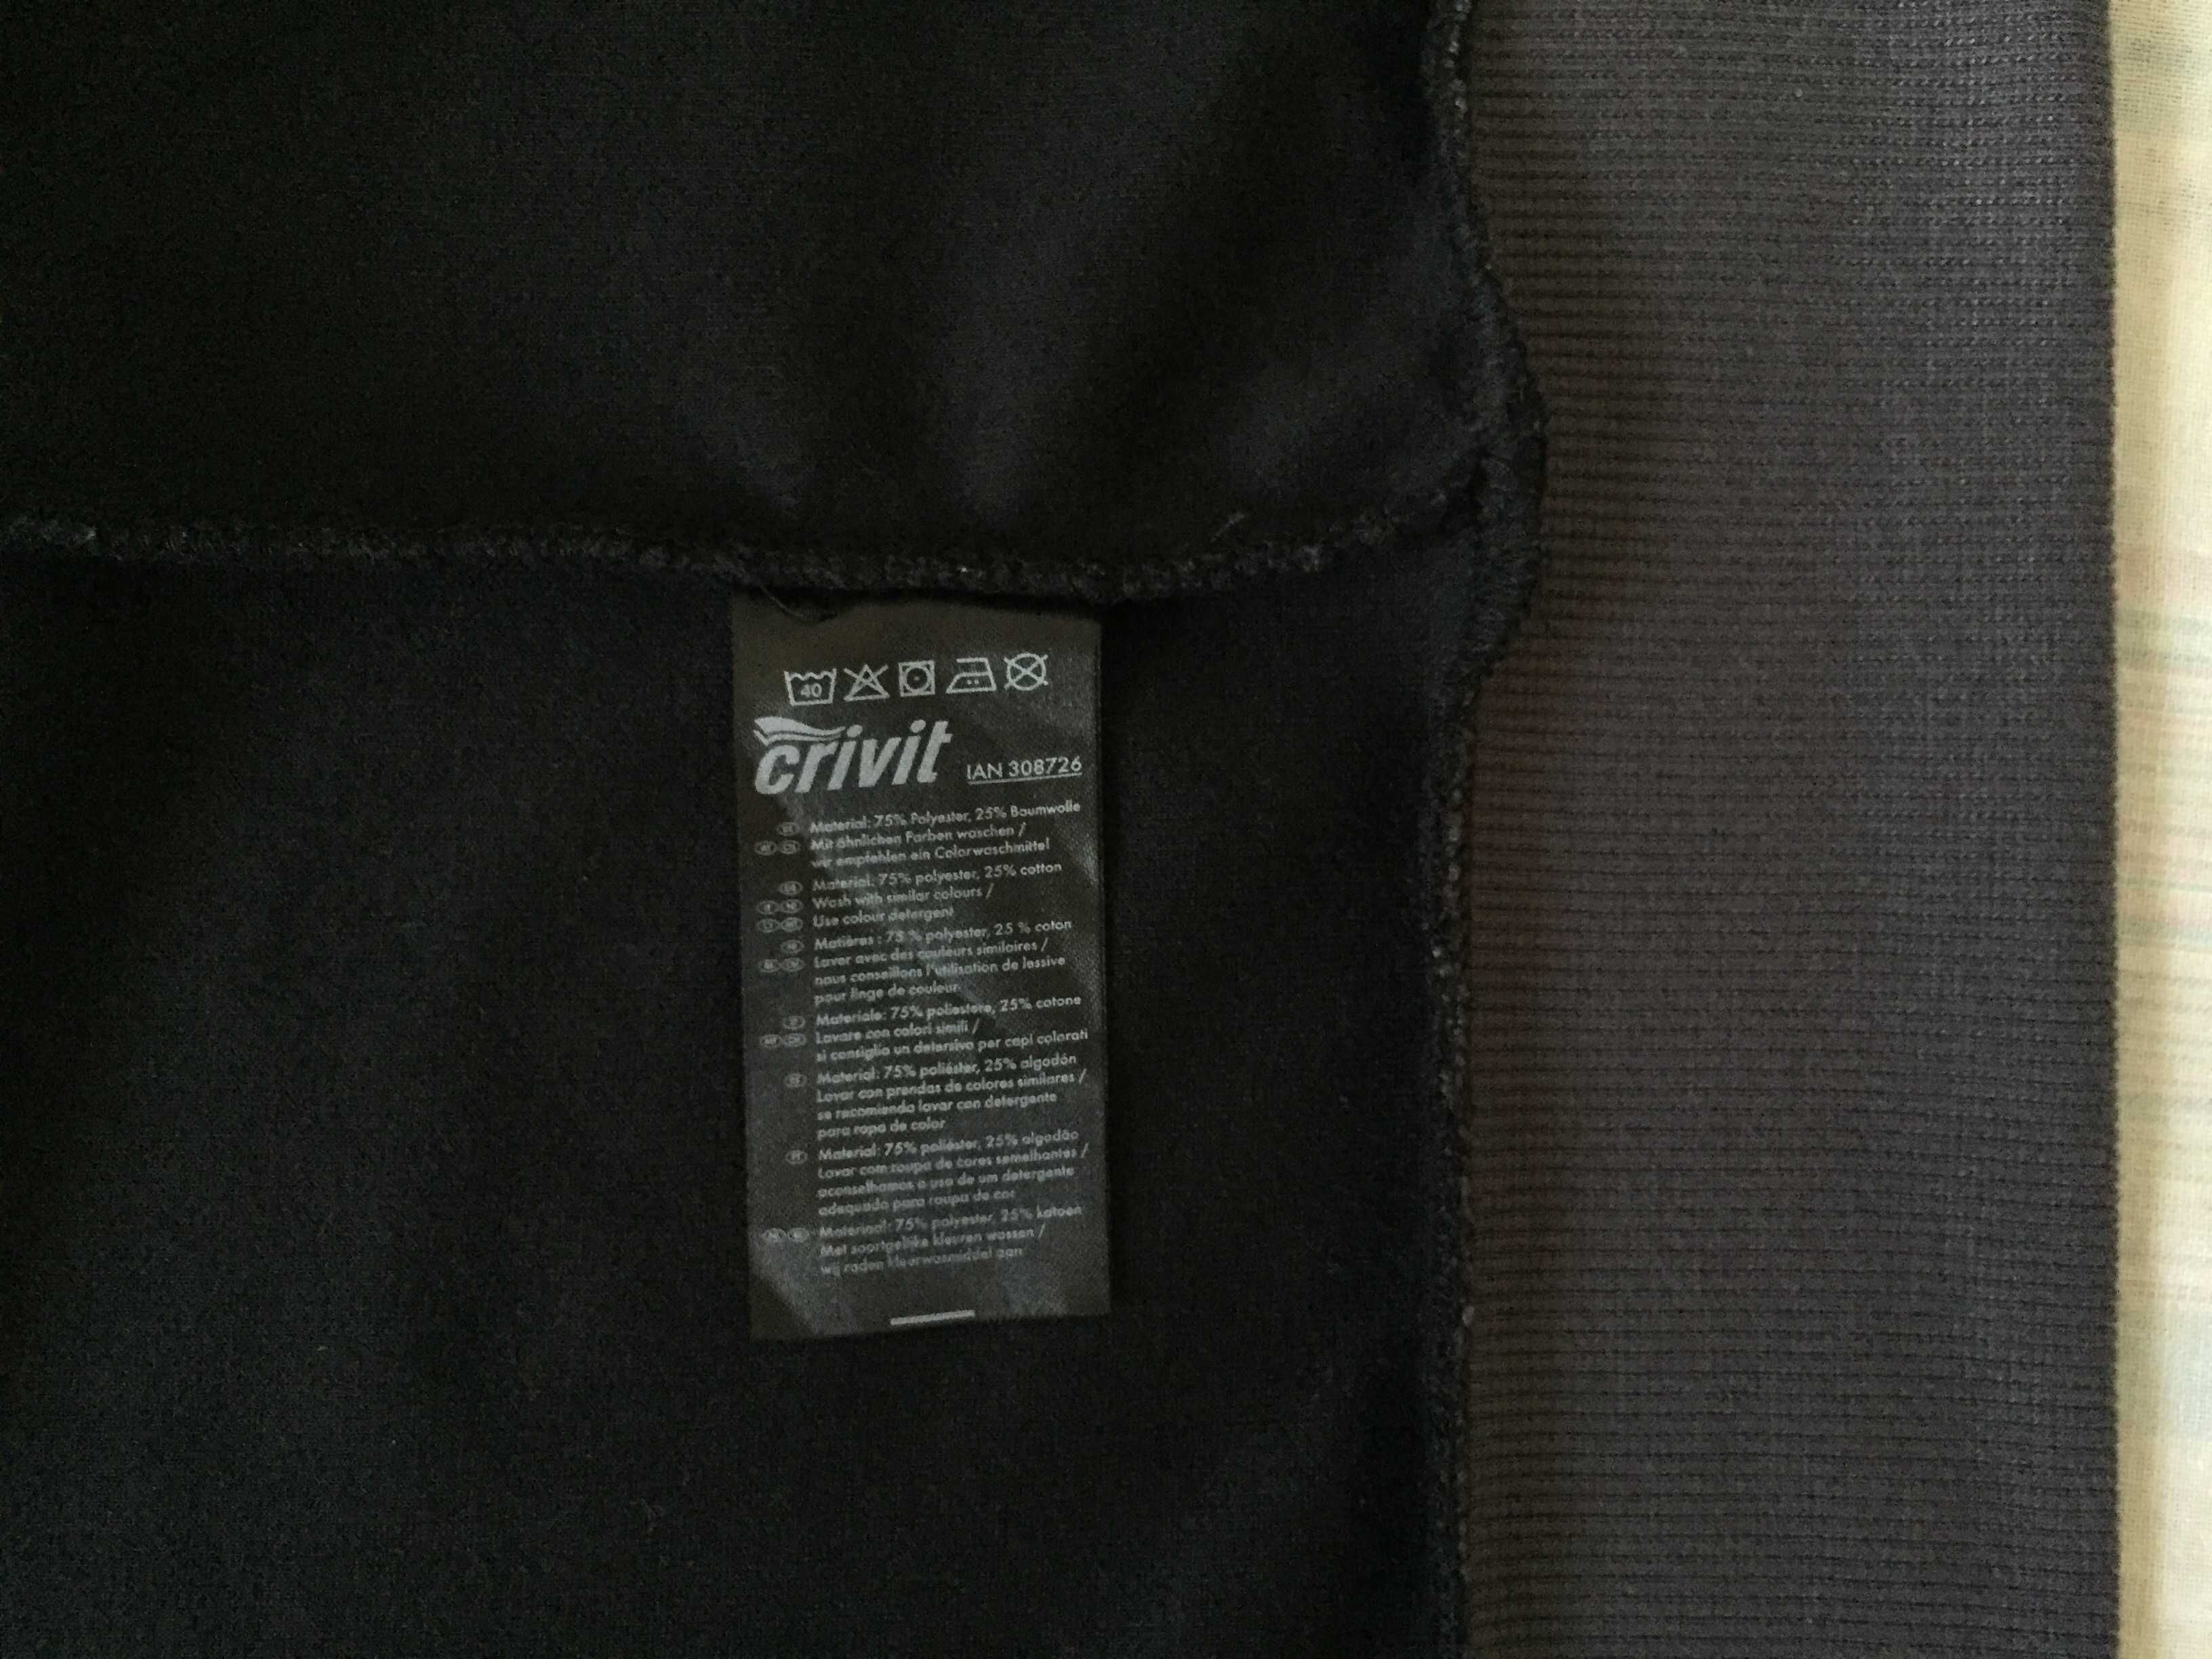 40
crivit
IAN 308726
DE Material: 75% Polyester, 25% Baumwolle
AT CH Mit ähnlichen Farben waschen /
wir empfehlen ein Colorwaschmittel
Material: 75% polyester, 25% cotton
Wash with similar colours /
Use colour detergent
Matières : 75 % polyester, 25 % coton
Laver avec des couleurs similaires /
nous conseillons l'utilisation de lessive
pour linge de couleur
Materiale: 75% poliestere, 25% cotone
Lavare con colori simili /
si consiglia un detersivo per capi colorati
ES Material: 75% poliéster, 25% algodón
Lavar con prendas de colores similares /
se recomienda lavar con detergente
para ropa de color
PT Material: 75% poliéster, 25% algodão
Lavar com roupa de cores semelhantes /
aconselhamos o uso de um detergente
adequado para roupa de cor
Materiaal: 75% polyester, 25% katoen
Met soortgelijke kleuren wassen /
wij raden kleurwasmiddel aan